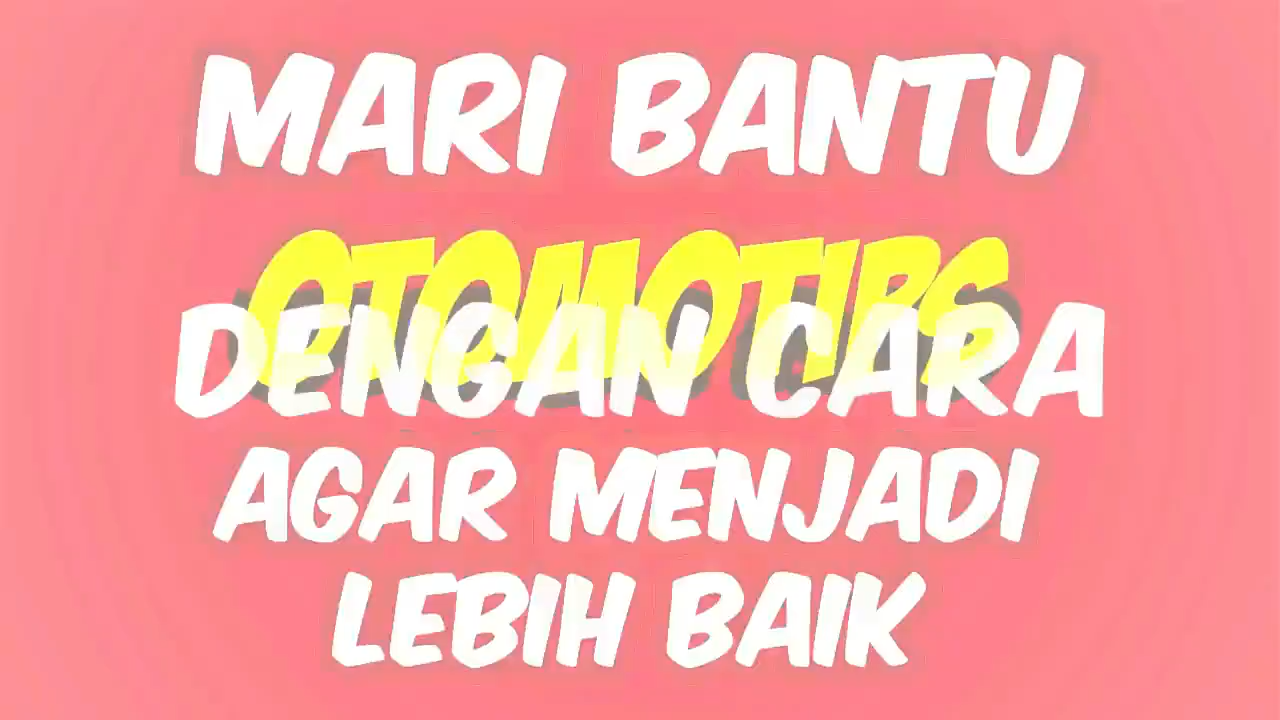 MARI BANTU
OTOMOTIPS
DENGAN CARA
AGAR MENJADI
LEBIH BAIK